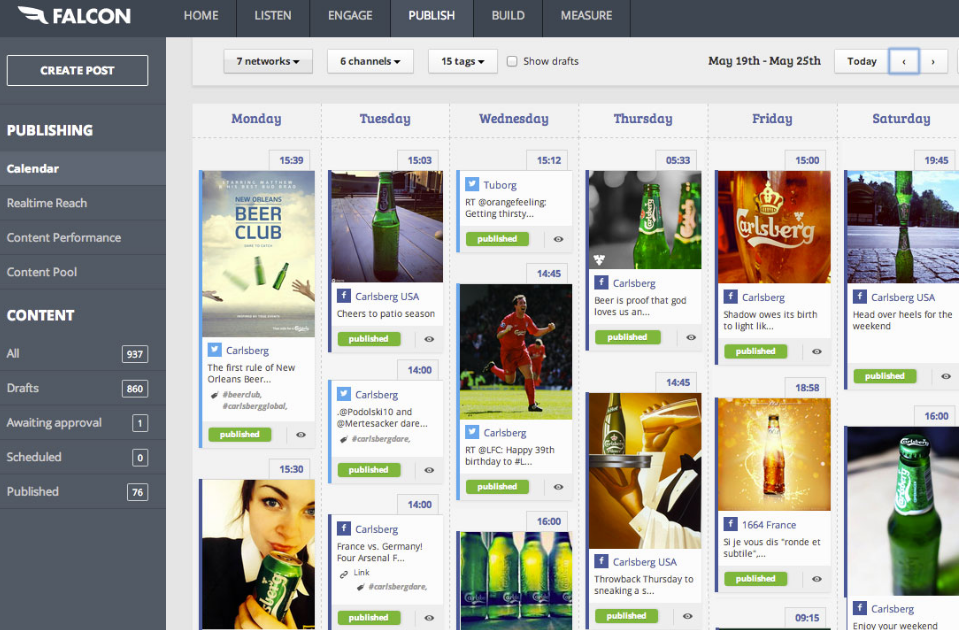 FALCON
HOME LISTEN ENGAGE PUBLISH BUILD MEASURE
CREATE POST
PUBLISHING
Calendar
Realtime Reach
Content Performance
Content Pool
CONTENT
All 937
Drafts 860
Awaiting approval 1
Scheduled 0
Published 76
7 networks 6 channels 15 tags Show drafts May 19th - May 25th Today ‹ ›
Monday Tuesday Wednesday Thursday Friday Saturday
15:39
NEW ORLEANS
BEER
CLUB
Carlsberg
The first rule of New
Orleans Beer...
#beerclub,
#carlsbergglobal,
published
15:30
Carlsberg
15:03
Carlsberg USA
Cheers to patio season
published
14:00
Carlsberg
.@Podolski10 and
@Mertesacker dare...
#carlsbergdare,
published
14:00
Carlsberg
France vs. Germany!
Four Arsenal F...
Link
#carlsbergdare,
published
15:12
Tuborg
RT @orangefeeling:
Getting thirsty...
published
14:45
Carlsberg
RT @LFC: Happy 39th
birthday to #L...
published
16:00
05:33
Carlsberg
Carlsberg
Beer is proof that god
loves us an...
published
14:45
Carlsberg USA
Throwback Thursday to
sneaking a s...
published
15:00
Carlsberg
Carlsberg
Shadow owes its birth
to light lik...
published
18:58
1664 France
Si je vous dis "ronde et
subtile",...
published
09:15
19:45
Carlsberg USA
Head over heels for the
weekend
published
16:00
Carlsberg
Carlsberg
Enjoy your weekend